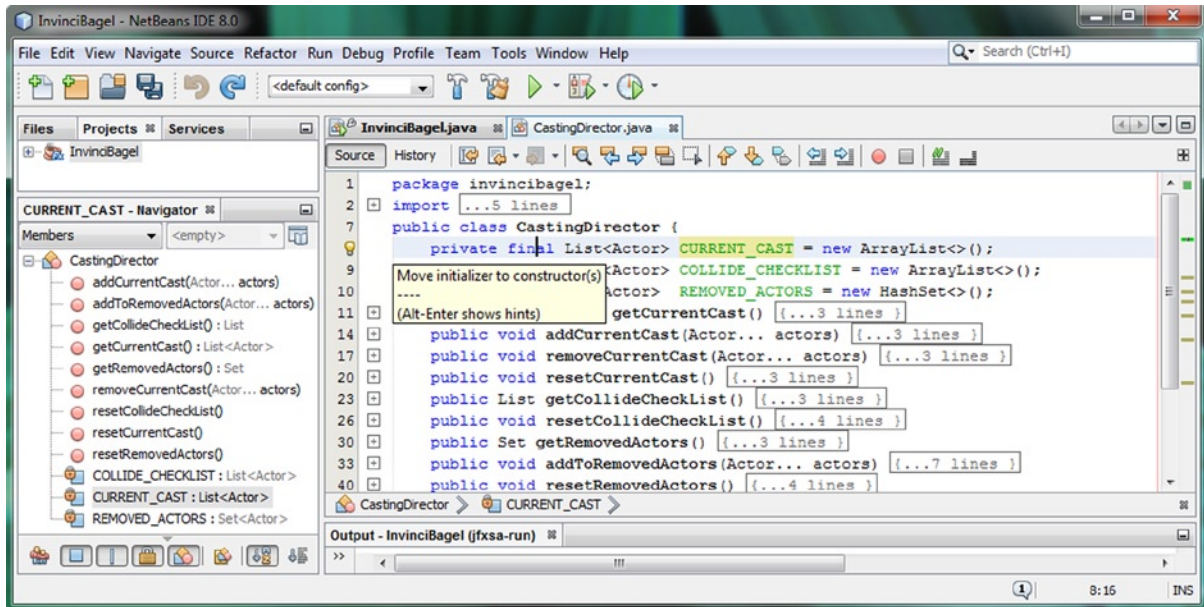 InvinciBagel - NetBeans IDE 8.0
File Edit View Navigate Source Refactor Run Debug Profile Team Tools Window Help
Search (Ctrl+I)
<default config>
Files Projects Services
InvinciBagel
CURRENT_CAST - Navigator
Members <empty>
CastingDirector
addCurrentCast(Actor... actors)
addToRemovedActors(Actor... actors)
getCollideCheckList() : List
getCurrentCast() : List<Actor>
getRemovedActors() : Set
removeCurrentCast(Actor... actors)
resetCollideCheckList()
resetCurrentCast()
resetRemovedActors()
COLLIDE_CHECKLIST : List<Actor>
CURRENT_CAST : List<Actor>
REMOVED_ACTORS : Set<Actor>
InvinciBagel.java CastingDirector.java
Source History
1 package invincibagel;
2 import ...5 lines
7 public class CastingDirector {
private final List<Actor> CURRENT_CAST = new ArrayList<>();
9 <Actor> COLLIDE_CHECKLIST = new ArrayList<>();
10 Actor> REMOVED_ACTORS = new HashSet<>();
11 getCurrentCast() {...3 lines }
Move initializer to constructor(s)
----
(Alt-Enter shows hints)
14 public void addCurrentCast(Actor... actors) {...3 lines }
17 public void removeCurrentCast(Actor... actors) {...3 lines }
20 public void resetCurrentCast() {...3 lines }
23 public List getCollideCheckList() {...3 lines }
26 public void resetCollideCheckList() {...4 lines }
30 public Set getRemovedActors() {...3 lines }
33 public void addToRemovedActors(Actor... actors) {...7 lines }
40 public void resetRemovedActors() {...4 lines }
CastingDirector CURRENT_CAST
Output - InvinciBagel (jfxsa-run)
1 8:16 INS